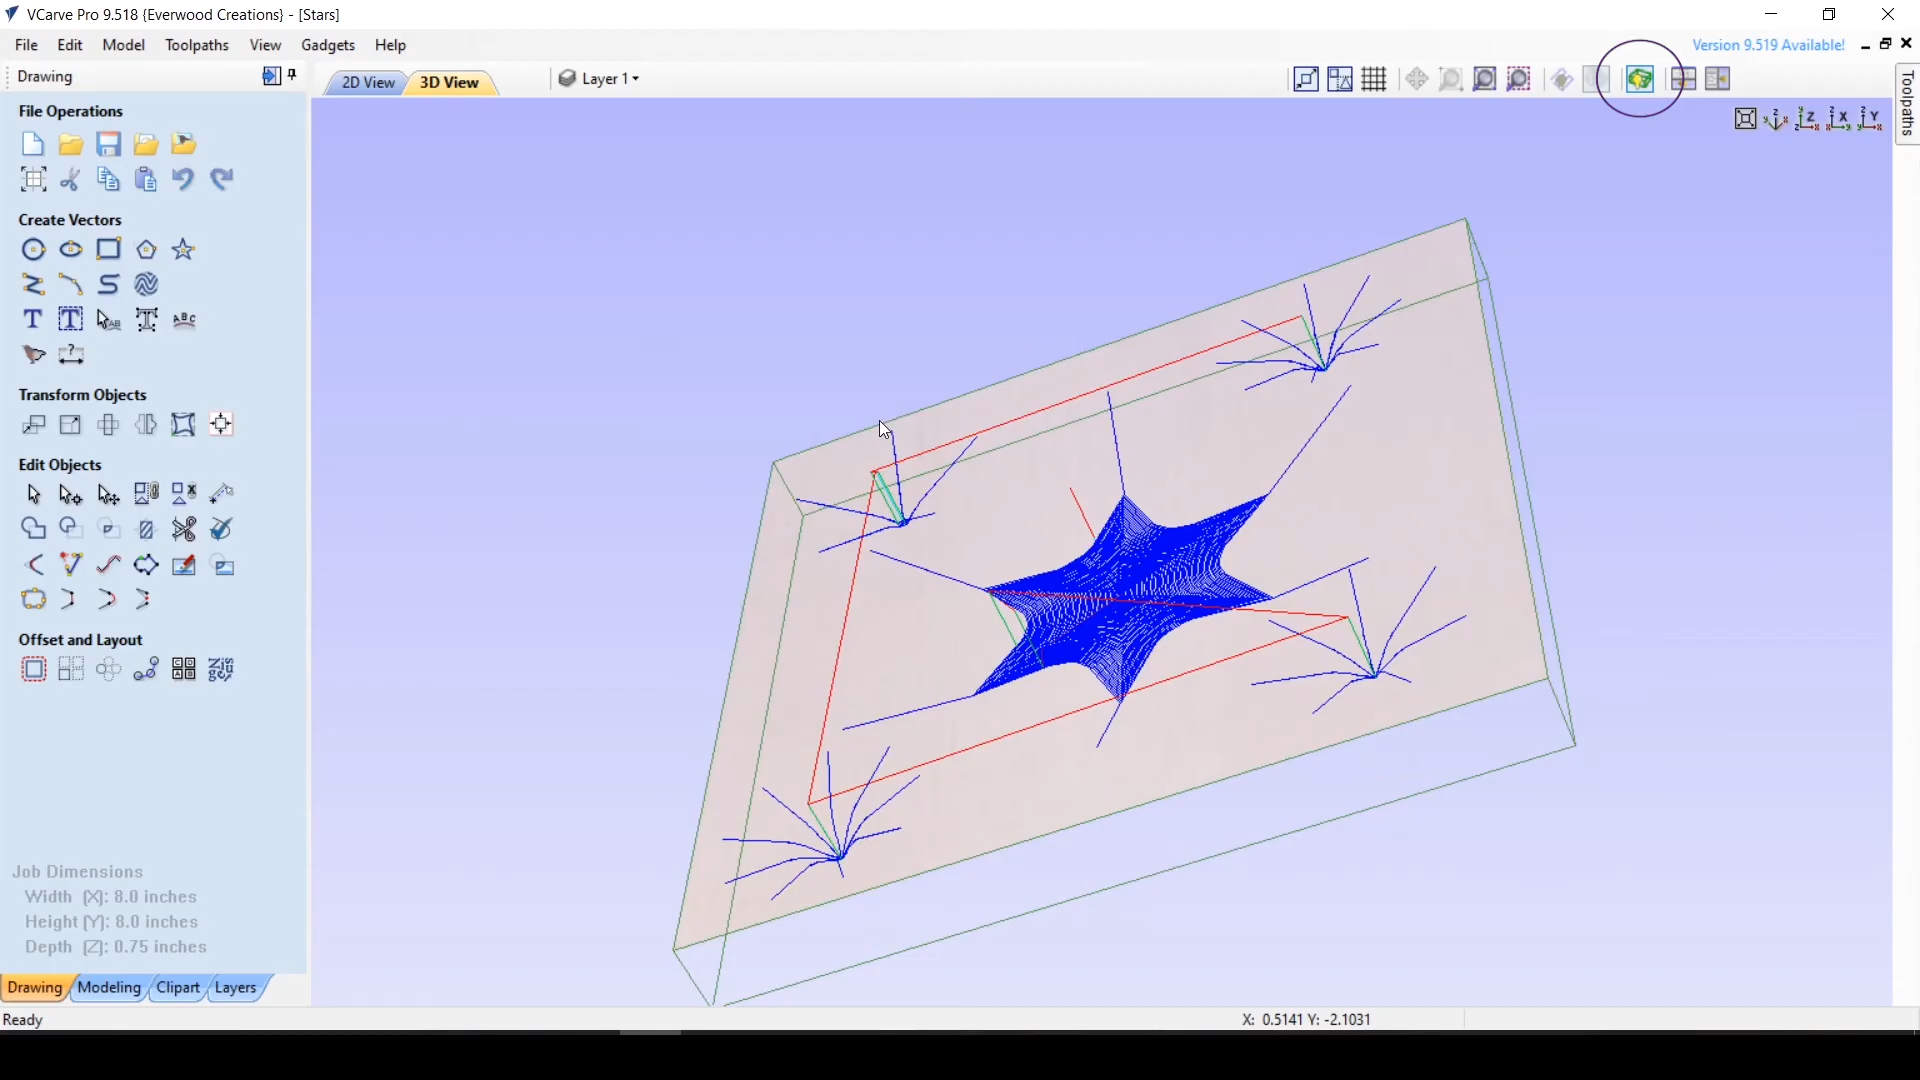 VCarve Pro 9.518 {Everwood Creations} - [Stars]
File Edit Model Toolpaths View Gadgets Help
Version 9.519 Available!
Drawing
2D View
3D View
Layer 1
Toolpaths
File Operations
Create Vectors
Transform Objects
Edit Objects
Offset and Layout
Job Dimensions
Width (X): 8.0 inches
Height (Y): 8.0 inches
Depth (Z): 0.75 inches
Drawing Modeling Clipart Layers
Ready
X: 0.5141 Y: -2.1031